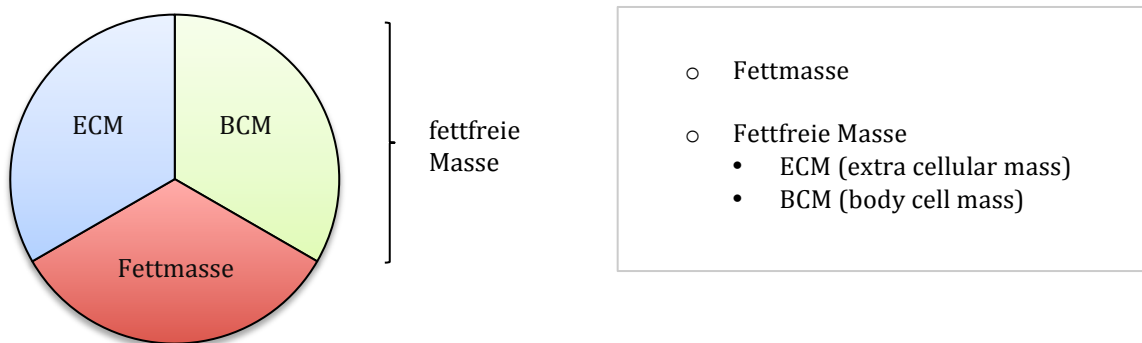 ECM
BCM
Fettmasse
fettfreie
Masse
o Fettmasse
o Fettfreie Masse
• ECM (extra cellular mass)
• BCM (body cell mass)